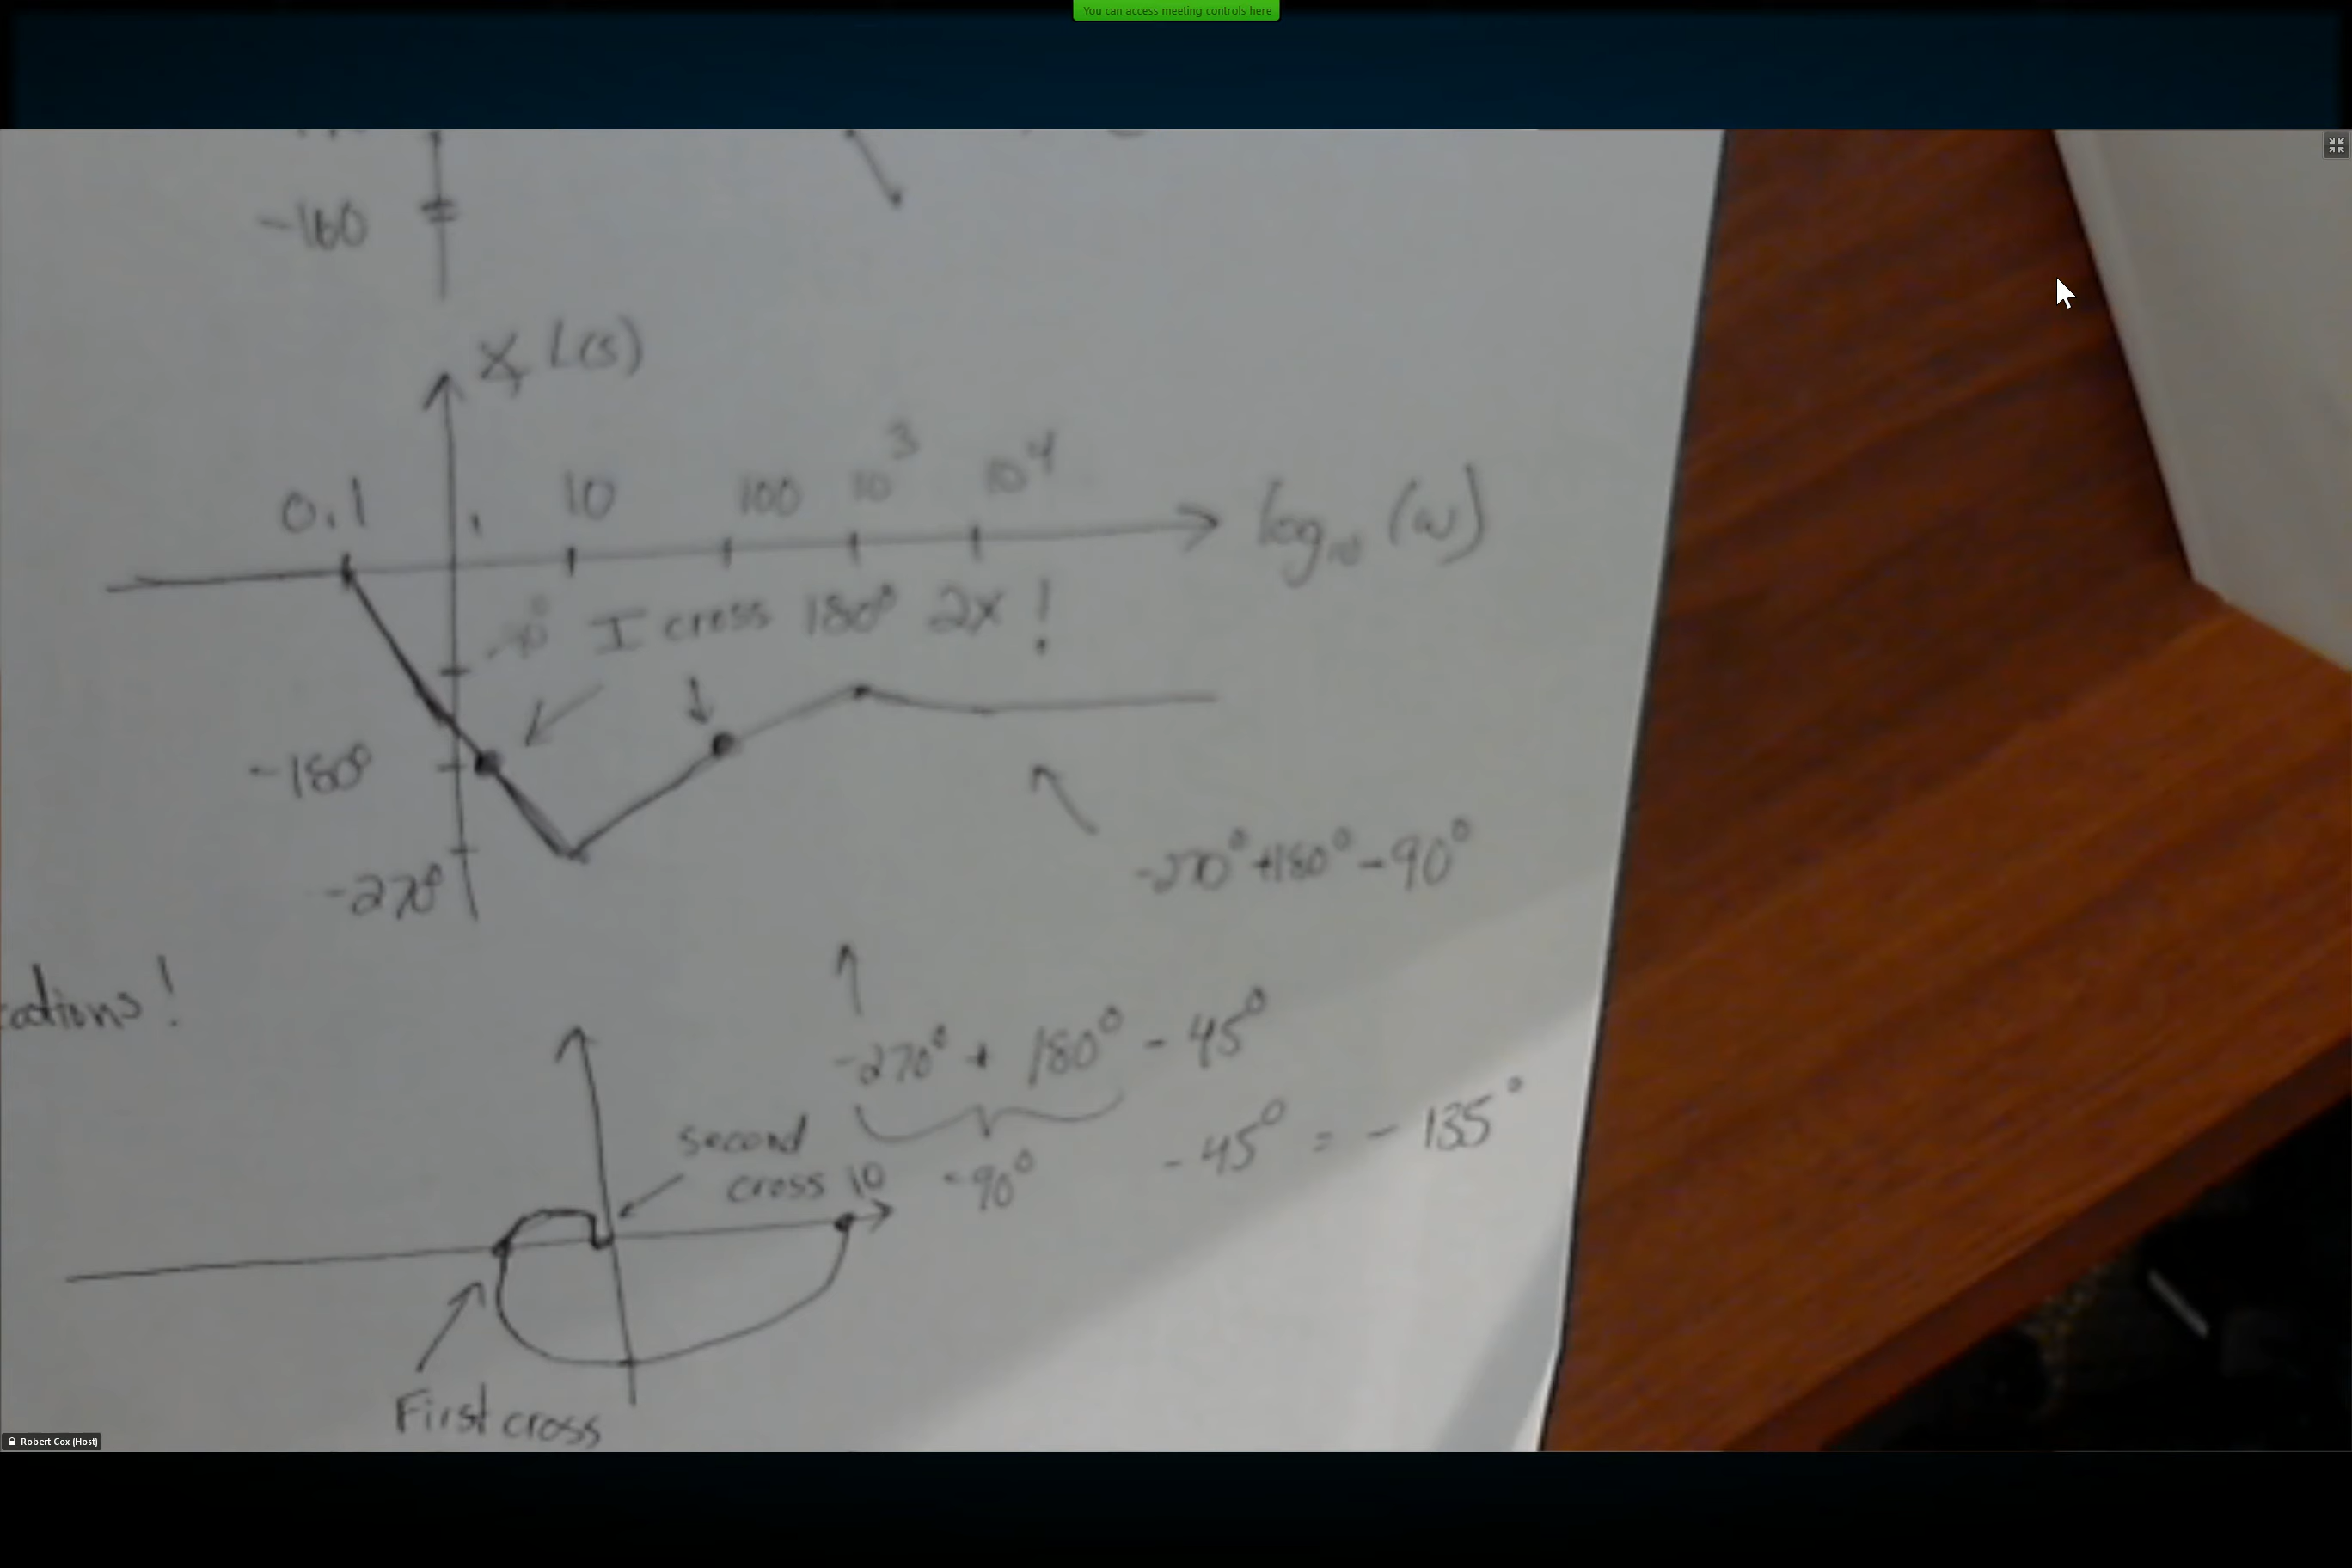 You can access meeting controls here
-160
∡ L(s)
0.1 1 10 100 10³ 10⁴ log₁₀ (ω)
-90° I cross 180° 2x !
-180°
-270°
-270° +180° - 90°
cations!
-270° + 180° - 45°
second
cross 10 -90° - 45° = - 135°
First cross
Robert Cox (Host)